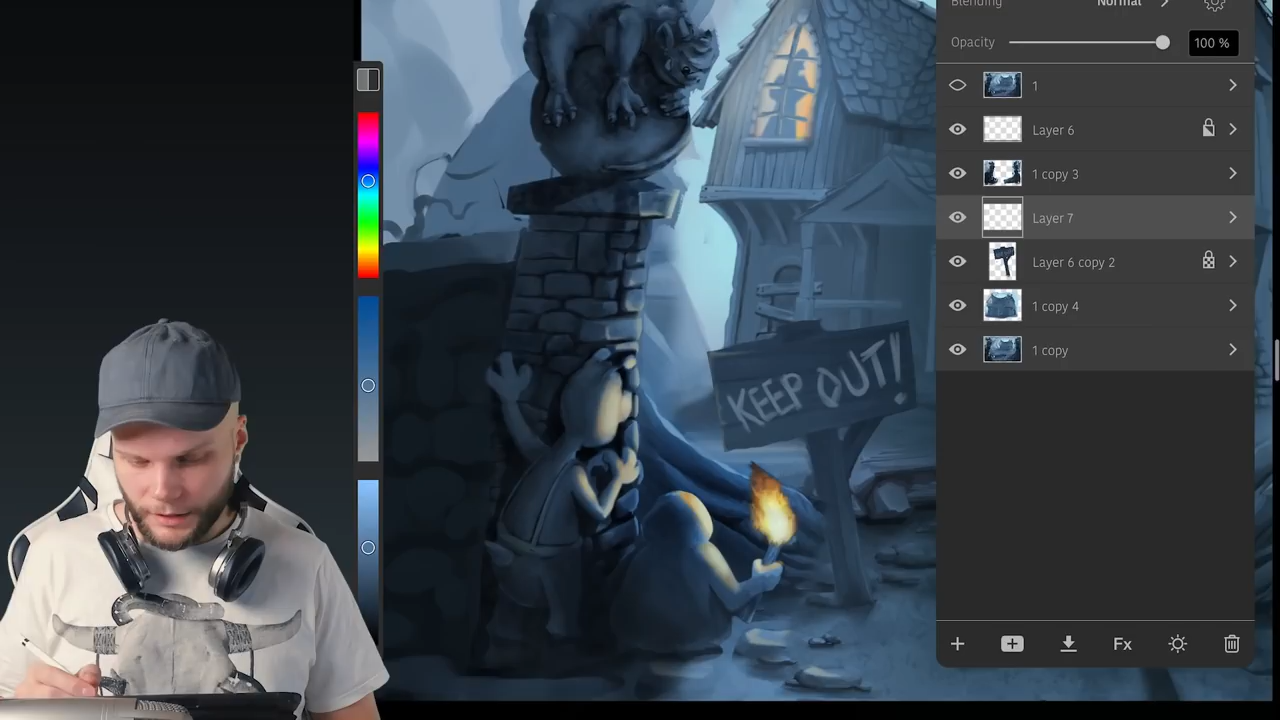 Blending Normal
Opacity 100 %
1
Layer 6
1 copy 3
Layer 7
Layer 6 copy 2
1 copy 4
1 copy
Fx
KEEP OUT!